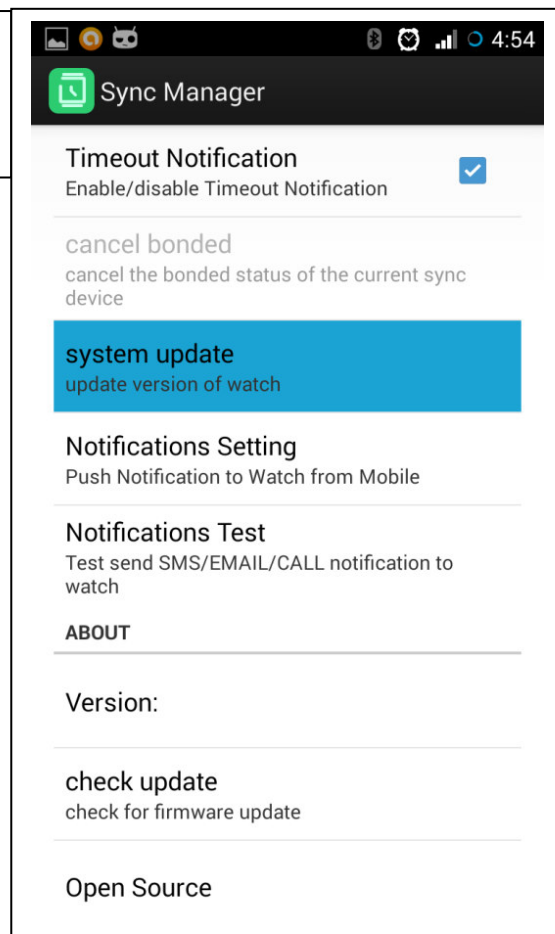 4:54
Sync Manager
Timeout Notification
Enable/disable Timeout Notification
cancel bonded
cancel the bonded status of the current sync
device
system update
update version of watch
Notifications Setting
Push Notification to Watch from Mobile
Notifications Test
Test send SMS/EMAIL/CALL notification to
watch
ABOUT
Version:
check update
check for firmware update
Open Source